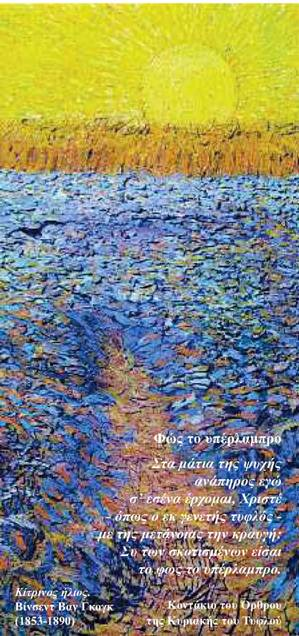 Φῶς το υπέρλαμπρο
Στα μάτια της ψυχής
ανάπηρος εγώ
σ' εσένα έρχομαι, Χριστέ
- όπως ο εκ γενετής τυφλός -
με της μετάνοιας την κραυγή:
Συ των σκοτισμένων είσαι
το φως το υπέρλαμπρο.
Κίτρινος ήλιος.
Βίνσεντ Βαν Γκογκ
(1853-1890)
Κοντάκιο του Όρθρου
της Κυριακής του Τυφλού